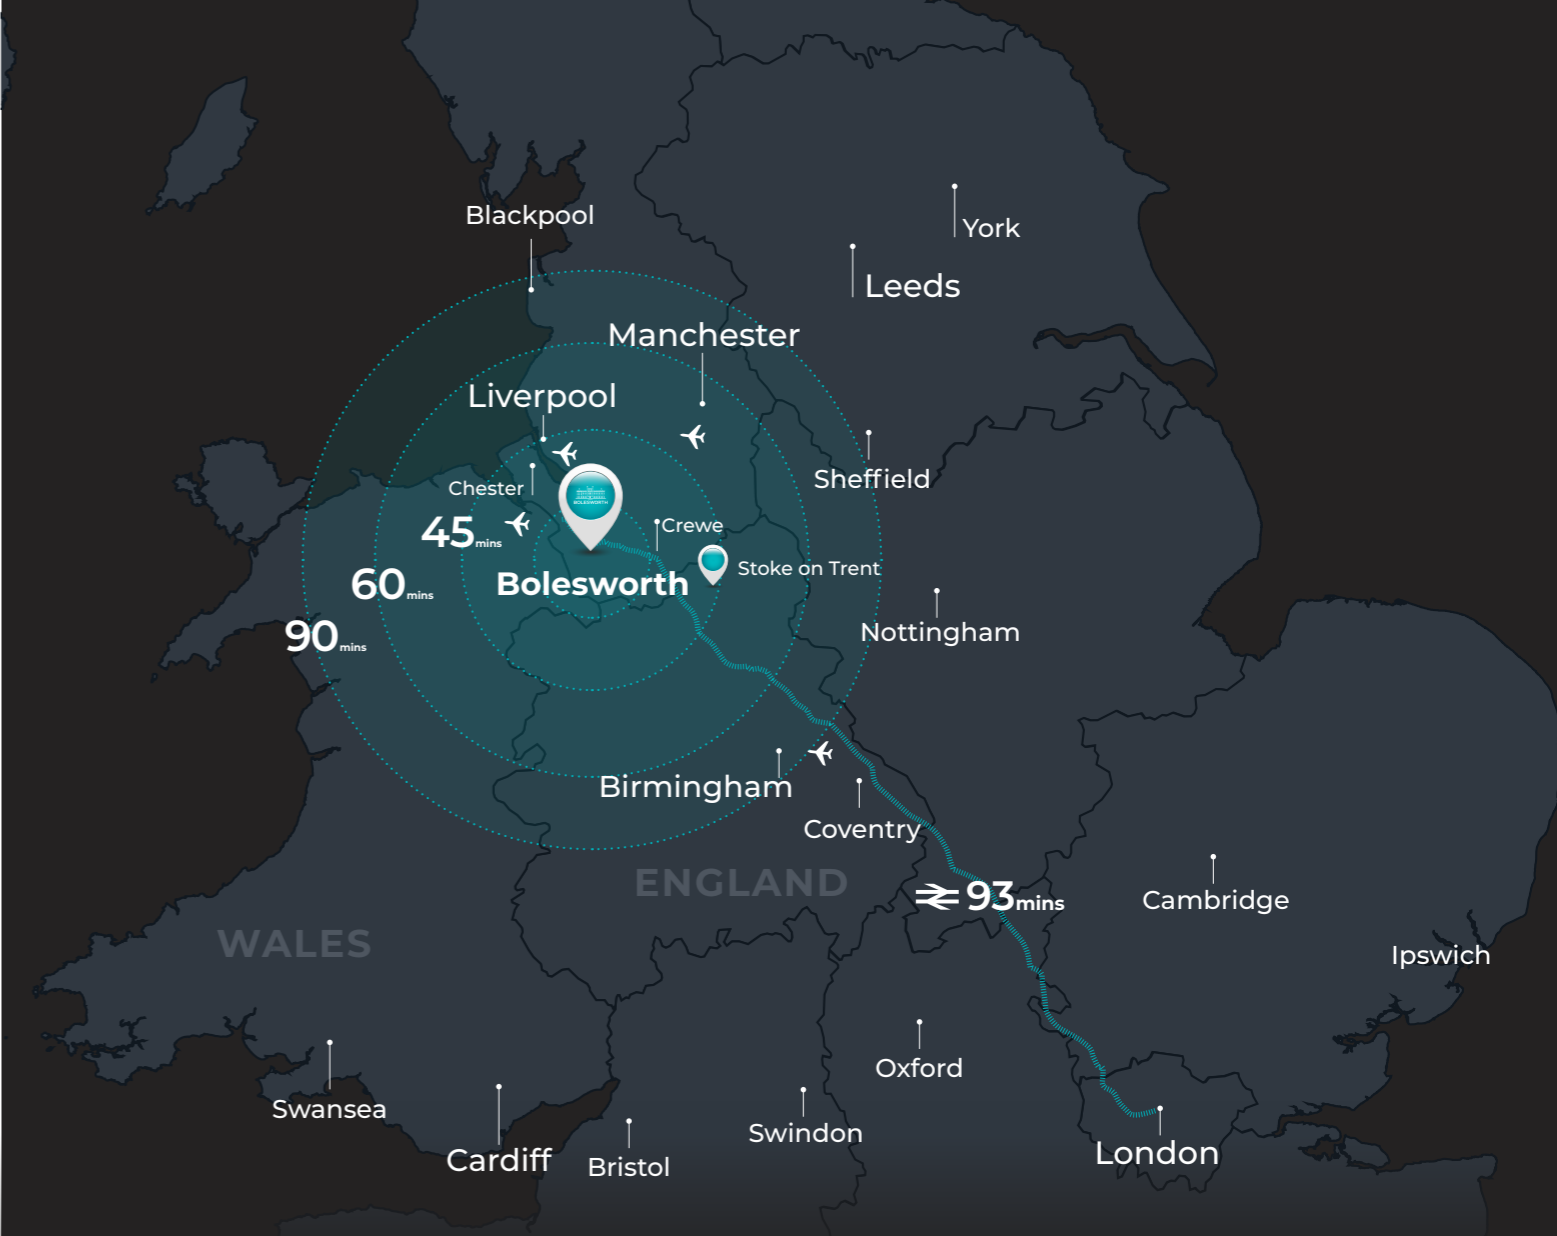 Blackpool
York
Leeds
Manchester
Liverpool
Sheffield
Chester
BOLESWORTH
45mins
Crewe
Stoke on Trent
60mins
Bolesworth
90mins
Nottingham
Birmingham
Coventry
ENGLAND
93mins
Cambridge
WALES
Ipswich
Oxford
Swansea
Swindon
London
Cardiff
Bristol